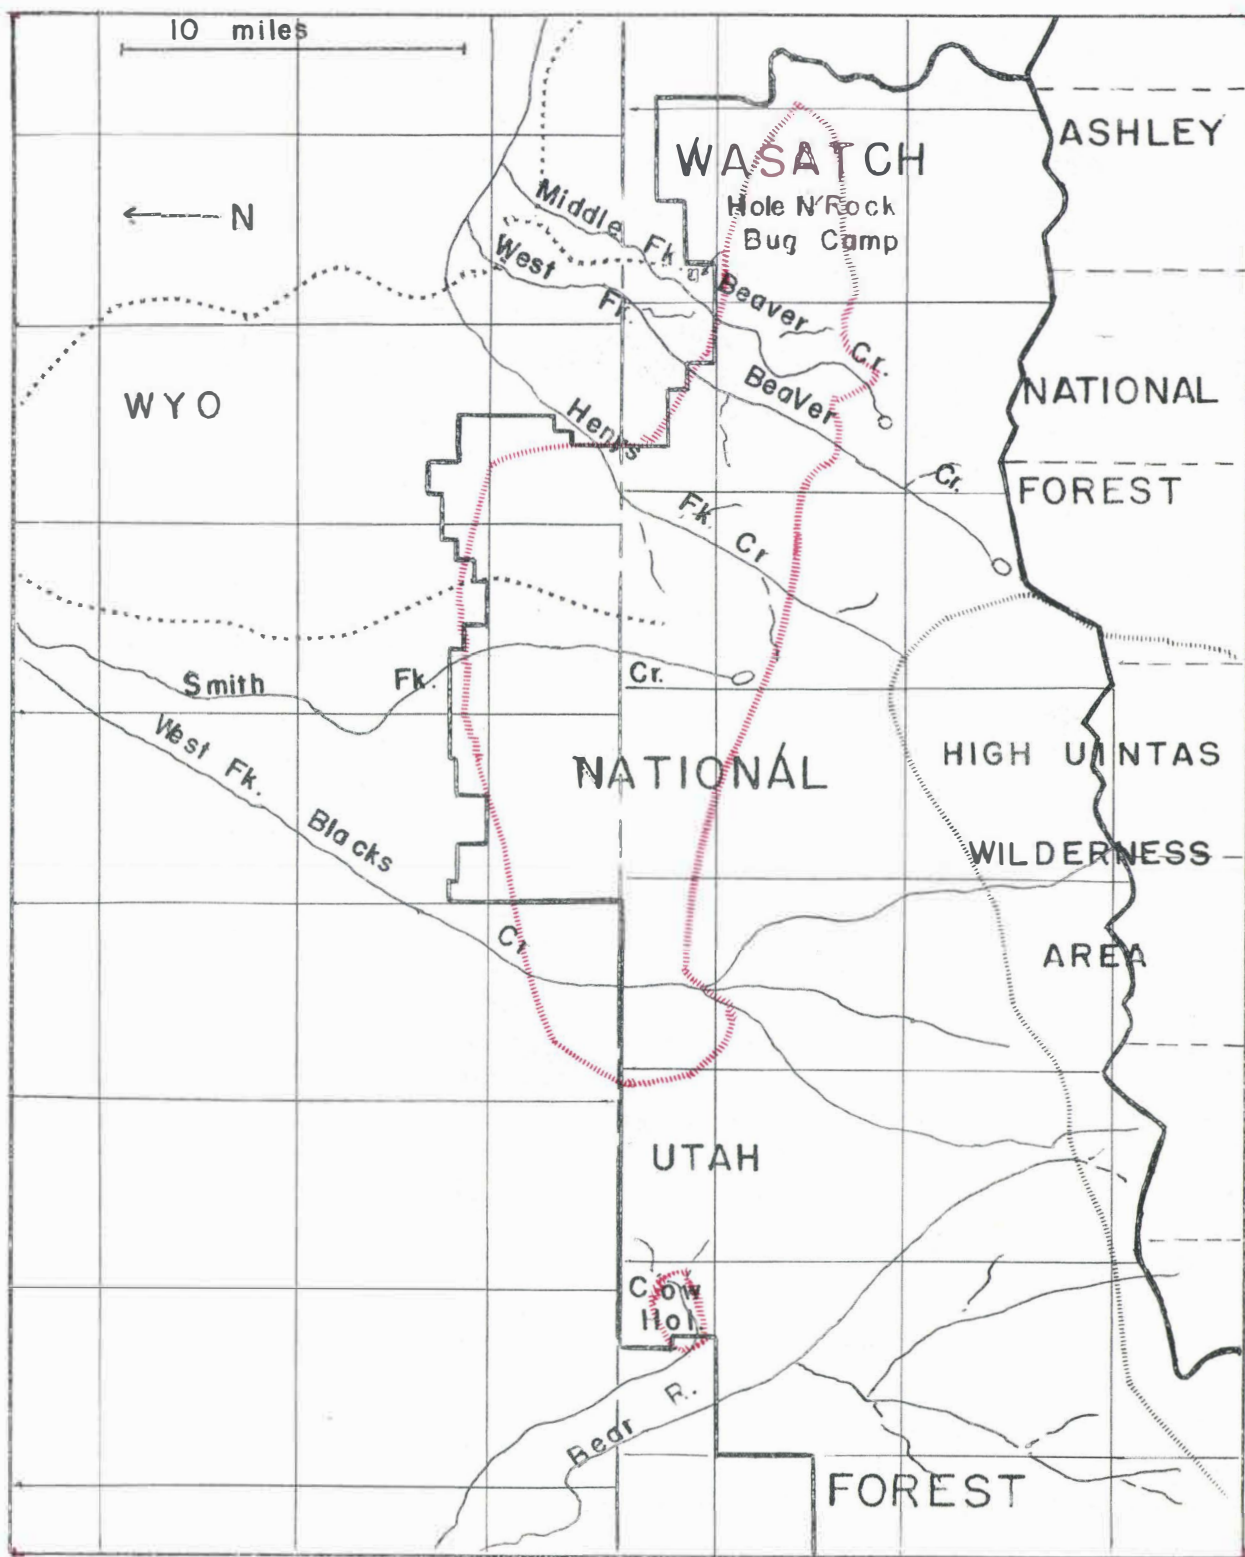 10 miles
ASHLEY
WASATCH
Hole N'Rock
Bug Camp
N
Middle Fk. Beaver Cr.
West Fk. Beaver Cr.
WYO
NATIONAL
Henrys Fk. Cr
FOREST
Smith Fk. Cr.
West Fk. Blacks Cr
NATIONAL
HIGH UINTAS
WILDERNESS
AREA
UTAH
Cow
Hol.
Bear R.
FOREST